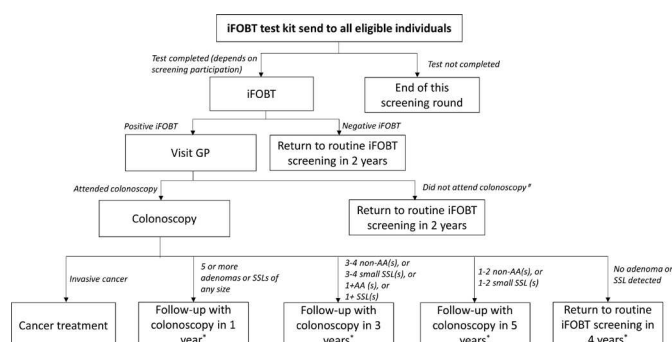 iFOBT test kit send to all eligible individuals
Test completed (depends on
screening participation)
Test not completed
iFOBT
End of this
screening round
Positive iFOBT
Negative iFOBT
Visit GP
Return to routine iFOBT
screening in 2 years
Attended colonoscopy
Did not attend colonoscopy#
Colonoscopy
Return to routine iFOBT
screening in 2 years
Invasive cancer
5 or more
adenomas or SSLs of
any size
3-4 non-AA(s), or
3-4 small SSL(s), or
1+AA (s), or
1+ SSL(s)
1-2 non-AA(s), or
1-2 small SSL (s)
No adenoma or
SSL detected
Cancer treatment
Follow-up with
colonoscopy in 1
year*
Follow-up with
colonoscopy in 3
years*
Follow-up with
colonoscopy in 5
years*
Return to routine
iFOBT screening in
4 years*